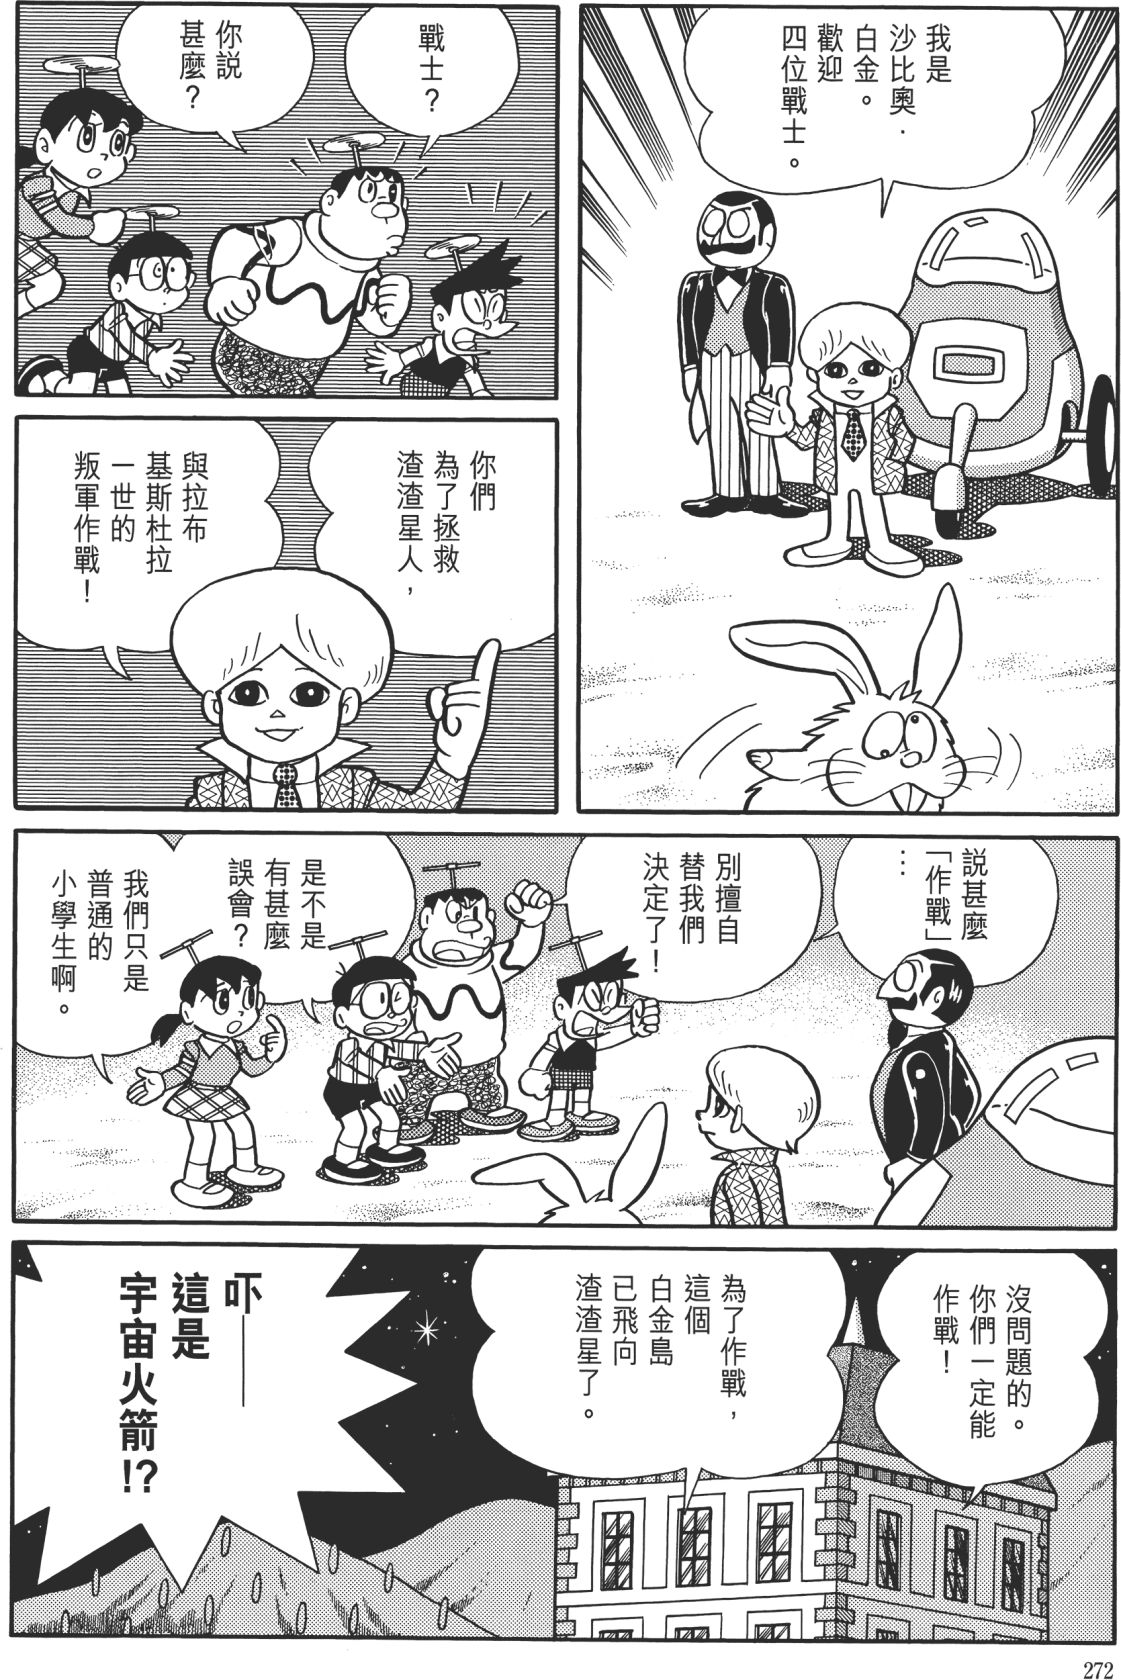 我是
沙比奧．
白金。
歡迎
四位戰士。
戰士？
你說
甚麼？
你們
為了拯救
渣渣星人，
與拉布
基斯杜拉
一世的
叛軍作戰！
說甚麼
「作戰」
…
別擅自
替我們
決定了！
是不是
有甚麼
誤會？
我們只是
普通的
小學生啊。
沒問題的。
你們一定能
作戰！
為了作戰，
這個
白金島
已飛向
渣渣星了。
吓——
這是
宇宙火箭!?
272